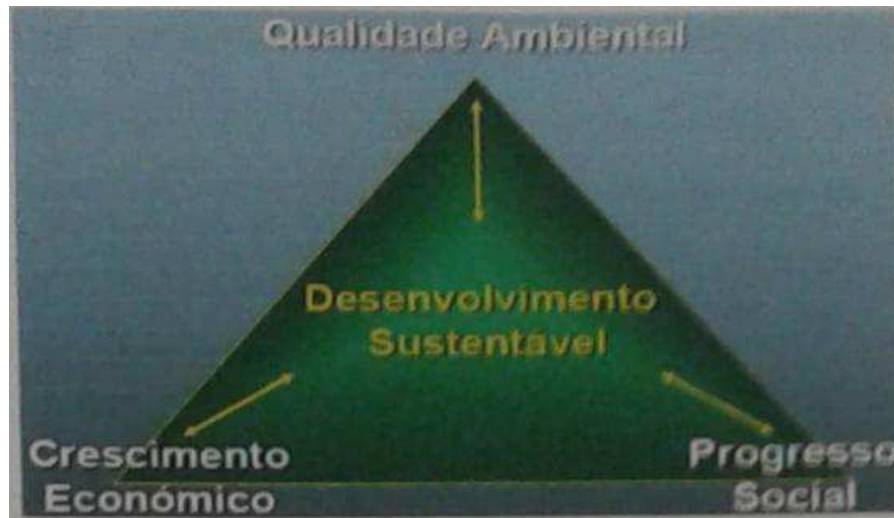 Qualidade Ambiental
Desenvolvimento
Sustentável
Crescimento
Económico
Progresso
Social